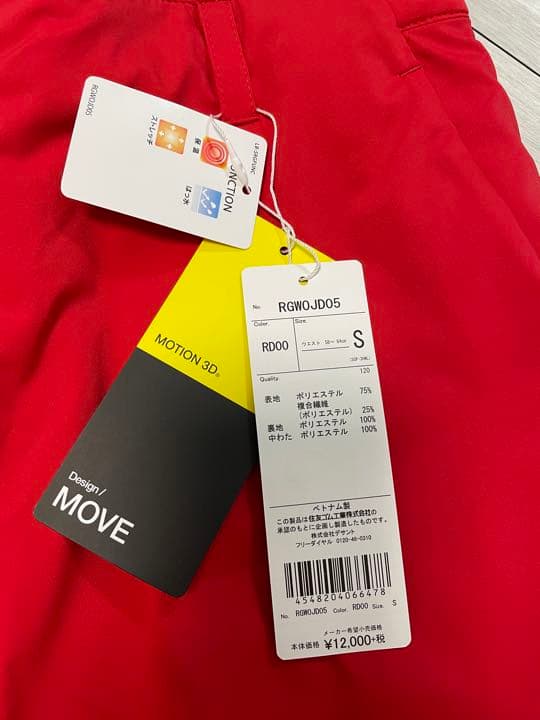 RGWOJD05
LB.SKGFUNC
FUNCTION
ストレッチ
保温
はっ水
MOTION 3D®
Design/
MOVE
No. RGWOJD05
Color. Size.
RD00 ウエスト 58~ 64cm S
Quality. 120
表地 ポリエステル 75%
複合繊維
(ポリエステル) 25%
裏地 ポリエステル 100%
中わた ポリエステル 100%
ベトナム製
この製品は住友ゴム工業株式会社の
承認のもとに企画し製造したものです。
株式会社デサント
フリーダイヤル 0120-46-0310
4548204066478
No. RGWOJD05 Color. RD00 Size. S
メーカー希望小売価格
本体価格 ¥12,000+税